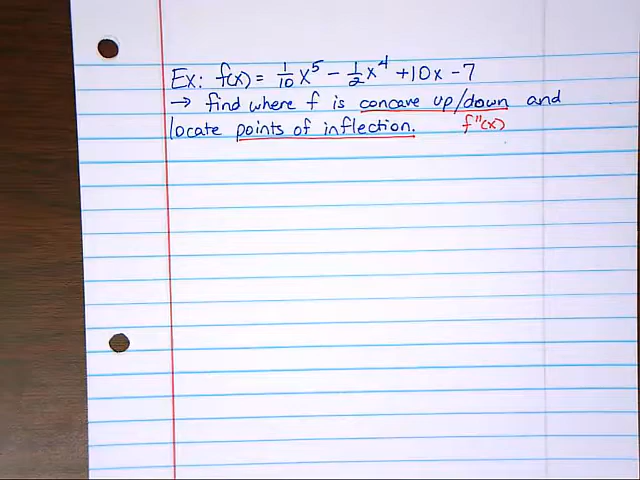 Ex: f(x) = 1/10 x^5 - 1/2 x^4 + 10x - 7
→ find where f is concave up/down and
locate points of inflection. f''(x)